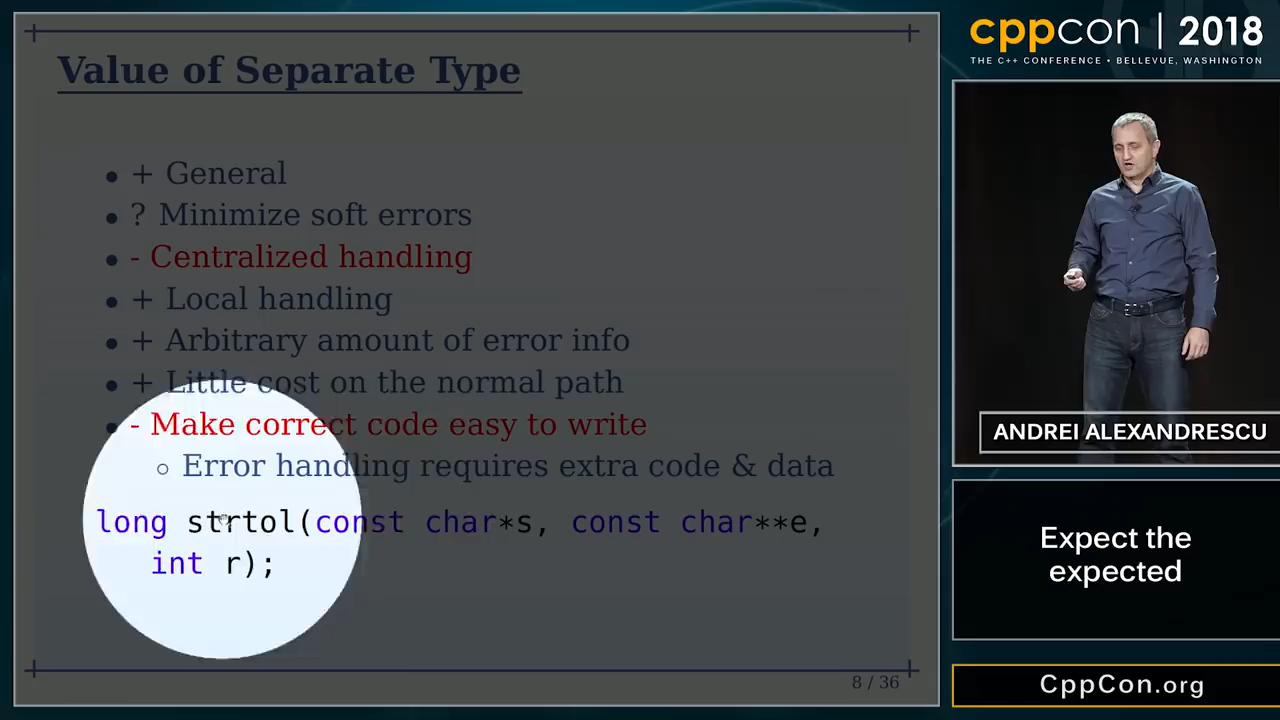 Value of Separate Type
• + General
• ? Minimize soft errors
• - Centralized handling
• + Local handling
• + Arbitrary amount of error info
• + Little cost on the normal path
• - Make correct code easy to write
○ Error handling requires extra code & data
long strtol(const char*s, const char**e,
int r);
8 / 36
cppcon | 2018
THE C++ CONFERENCE • BELLEVUE, WASHINGTON
ANDREI ALEXANDRESCU
Expect the
expected
CppCon.org